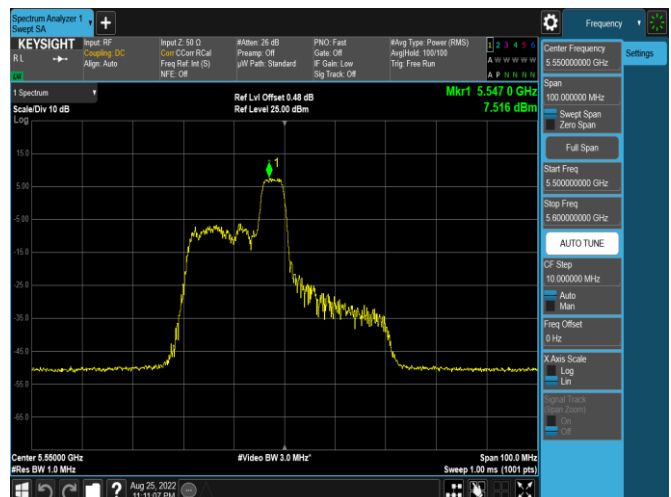 Spectrum Analyzer 1
Swept SA
+
Frequency
KEYSIGHT
RL
LW
Input: RF
Coupling: DC
Align: Auto
Input Z: 50 Ω
Corr CCorr RCal
Freq Ref: Int (S)
NFE: Off
#Atten: 26 dB
Preamp: Off
µW Path: Standard
PNO: Fast
Gate: Off
IF Gain: Low
Sig Track: Off
#Avg Type: Power (RMS)
Avg|Hold: 100/100
Trig: Free Run
1 2 3 4 5 6
A W W W W W
A P N N N N
1 Spectrum
Scale/Div 10 dB
Log
Ref Lvl Offset 0.48 dB
Ref Level 25.00 dBm
Mkr1 5.547 0 GHz
7.516 dBm
1
15.0
5.00
-5.00
-15.0
-25.0
-35.0
-45.0
-55.0
-65.0
Center 5.55000 GHz
#Res BW 1.0 MHz
#Video BW 3.0 MHz*
Span 100.0 MHz
Sweep 1.00 ms (1001 pts)
Center Frequency
5.550000000 GHz
Settings
Span
100.000000 MHz
Swept Span
Zero Span
Full Span
Start Freq
5.500000000 GHz
Stop Freq
5.600000000 GHz
AUTO TUNE
CF Step
10.000000 MHz
Auto
Man
Freq Offset
0 Hz
X Axis Scale
Log
Lin
Signal Track
(Span Zoom)
On
Off
?
Aug 25, 2022
11:11:07 PM